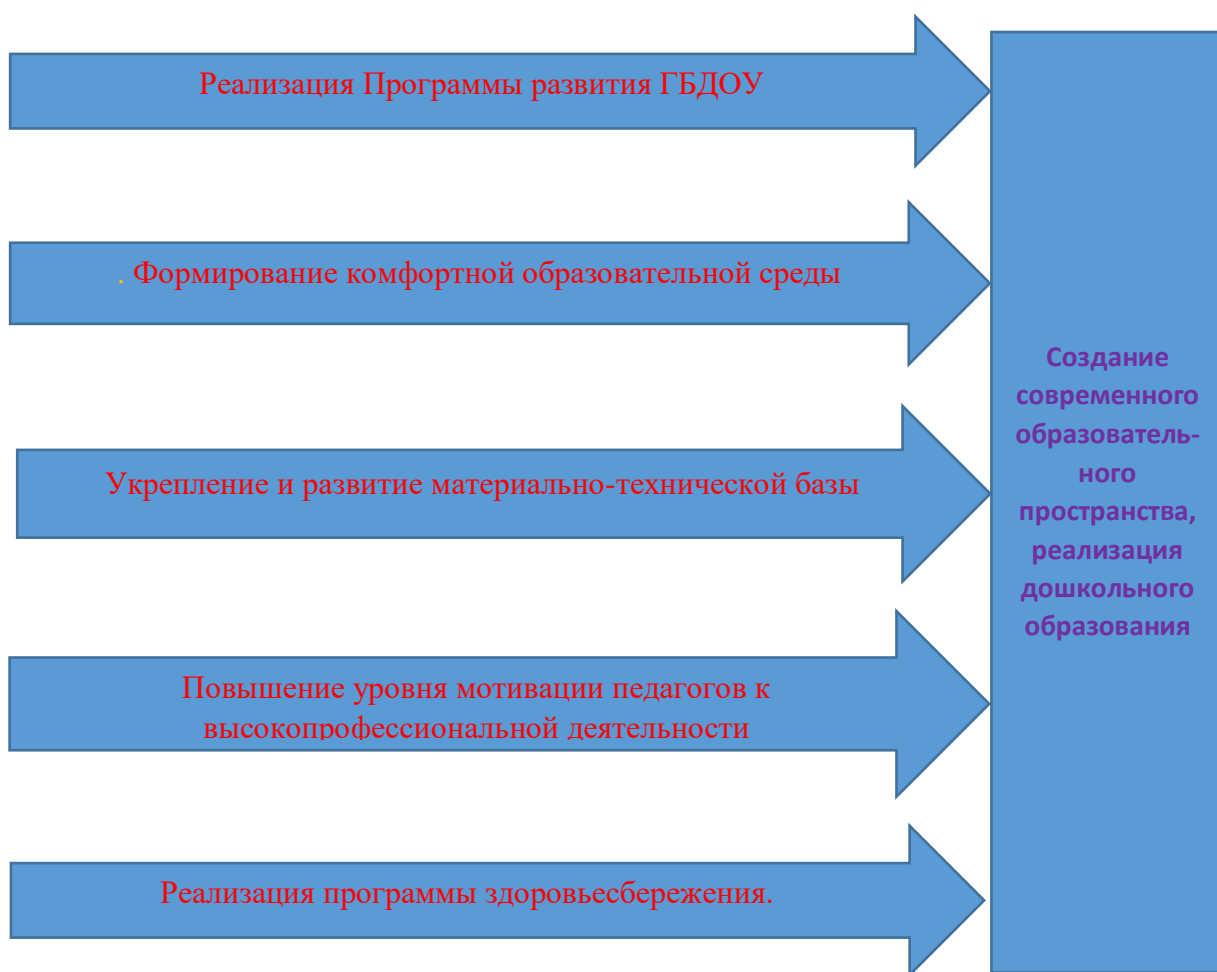 Реализация Программы развития ГБДОУ
. Формирование комфортной образовательной среды
Укрепление и развитие материально-технической базы
Повышение уровня мотивации педагогов к
высокопрофессиональной деятельности
Реализация программы здоровьесбережения.
Создание
современного
образователь-
ного
пространства,
реализация
дошкольного
образования